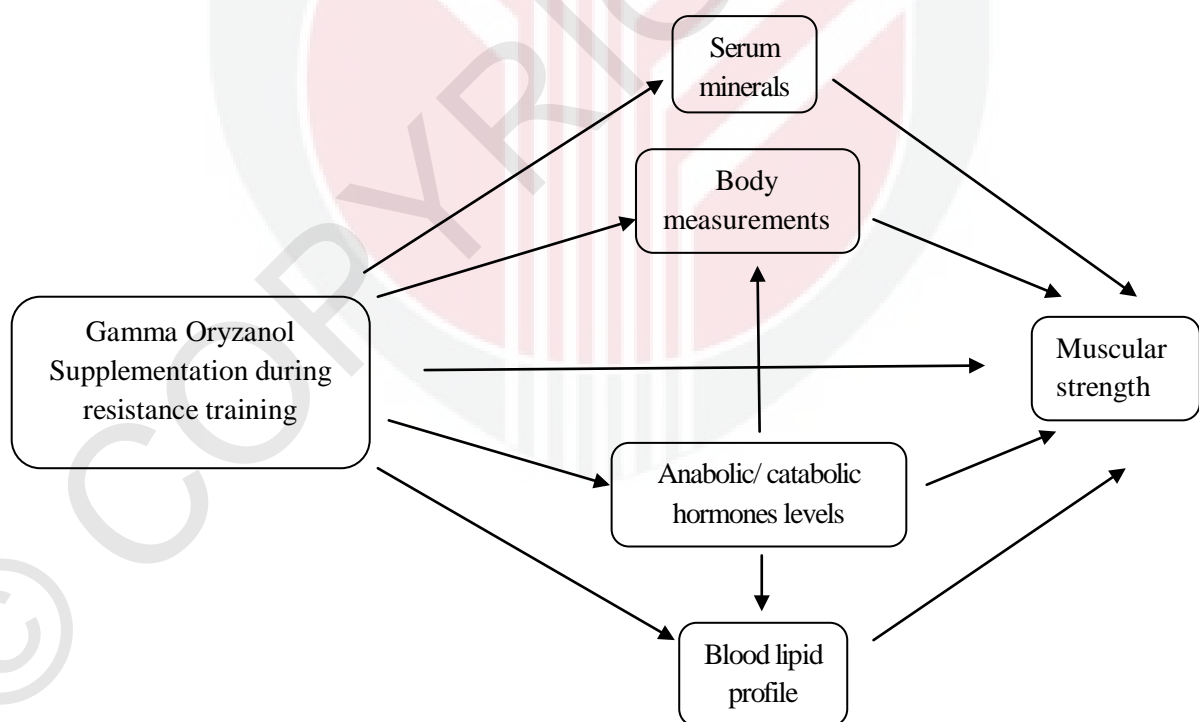 Serum
minerals
Body
measurements
Gamma Oryzanol
Supplementation during
resistance training
Muscular
strength
Anabolic/ catabolic
hormones levels
Blood lipid
profile
© COPYRIG